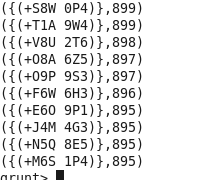 ({(+S8W 0P4)},899)
({(+T1A 9W4)},899)
({(+V8U 2T6)},898)
({(+O8A 6Z5)},897)
({(+O9P 9S3)},897)
({(+F6W 6H3)},896)
({(+E6O 9P1)},895)
({(+J4M 4G3)},895)
({(+N5Q 8E5)},895)
({(+M6S 1P4)},895)
grunt>